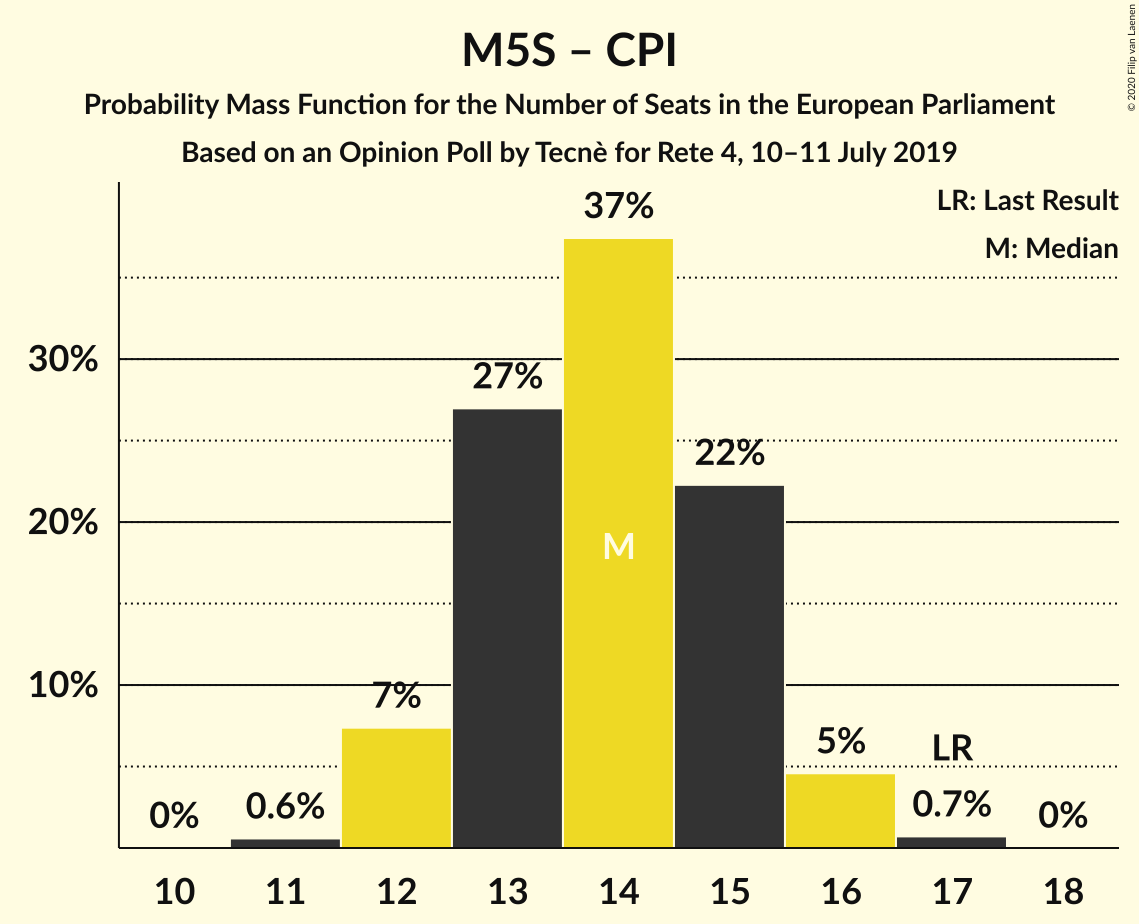 M5S – CPI
Probability Mass Function for the Number of Seats in the European Parliament
Based on an Opinion Poll by Tecnè for Rete 4, 10–11 July 2019
© 2020 Filip van Laenen
LR: Last Result
M: Median
30%
20%
10%
0%
0.6%
7%
27%
37%
M
22%
5%
LR
0.7%
0%
10 11 12 13 14 15 16 17 18